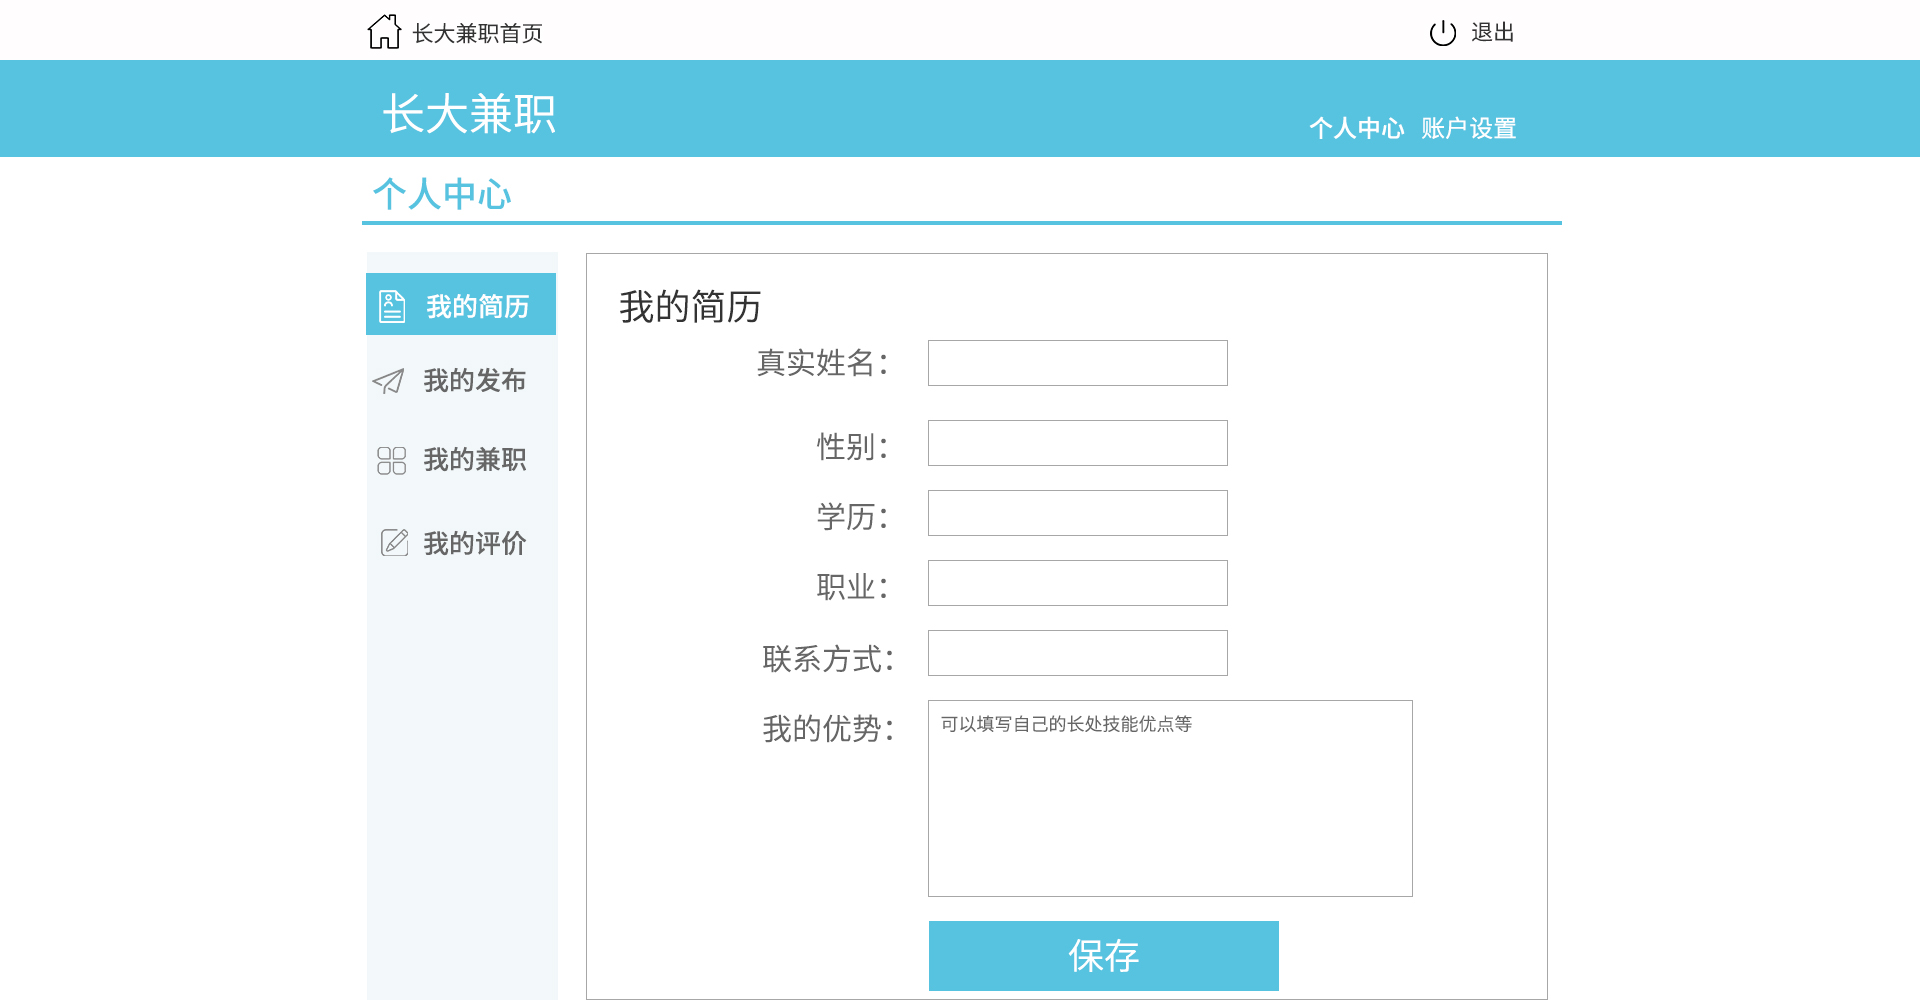 长大兼职首页
退出
长大兼职
个人中心 账户设置
个人中心
我的简历
我的发布
我的兼职
我的评价
我的简历
真实姓名：
性别：
学历：
职业：
联系方式：
我的优势：
可以填写自己的长处技能优点等
保存